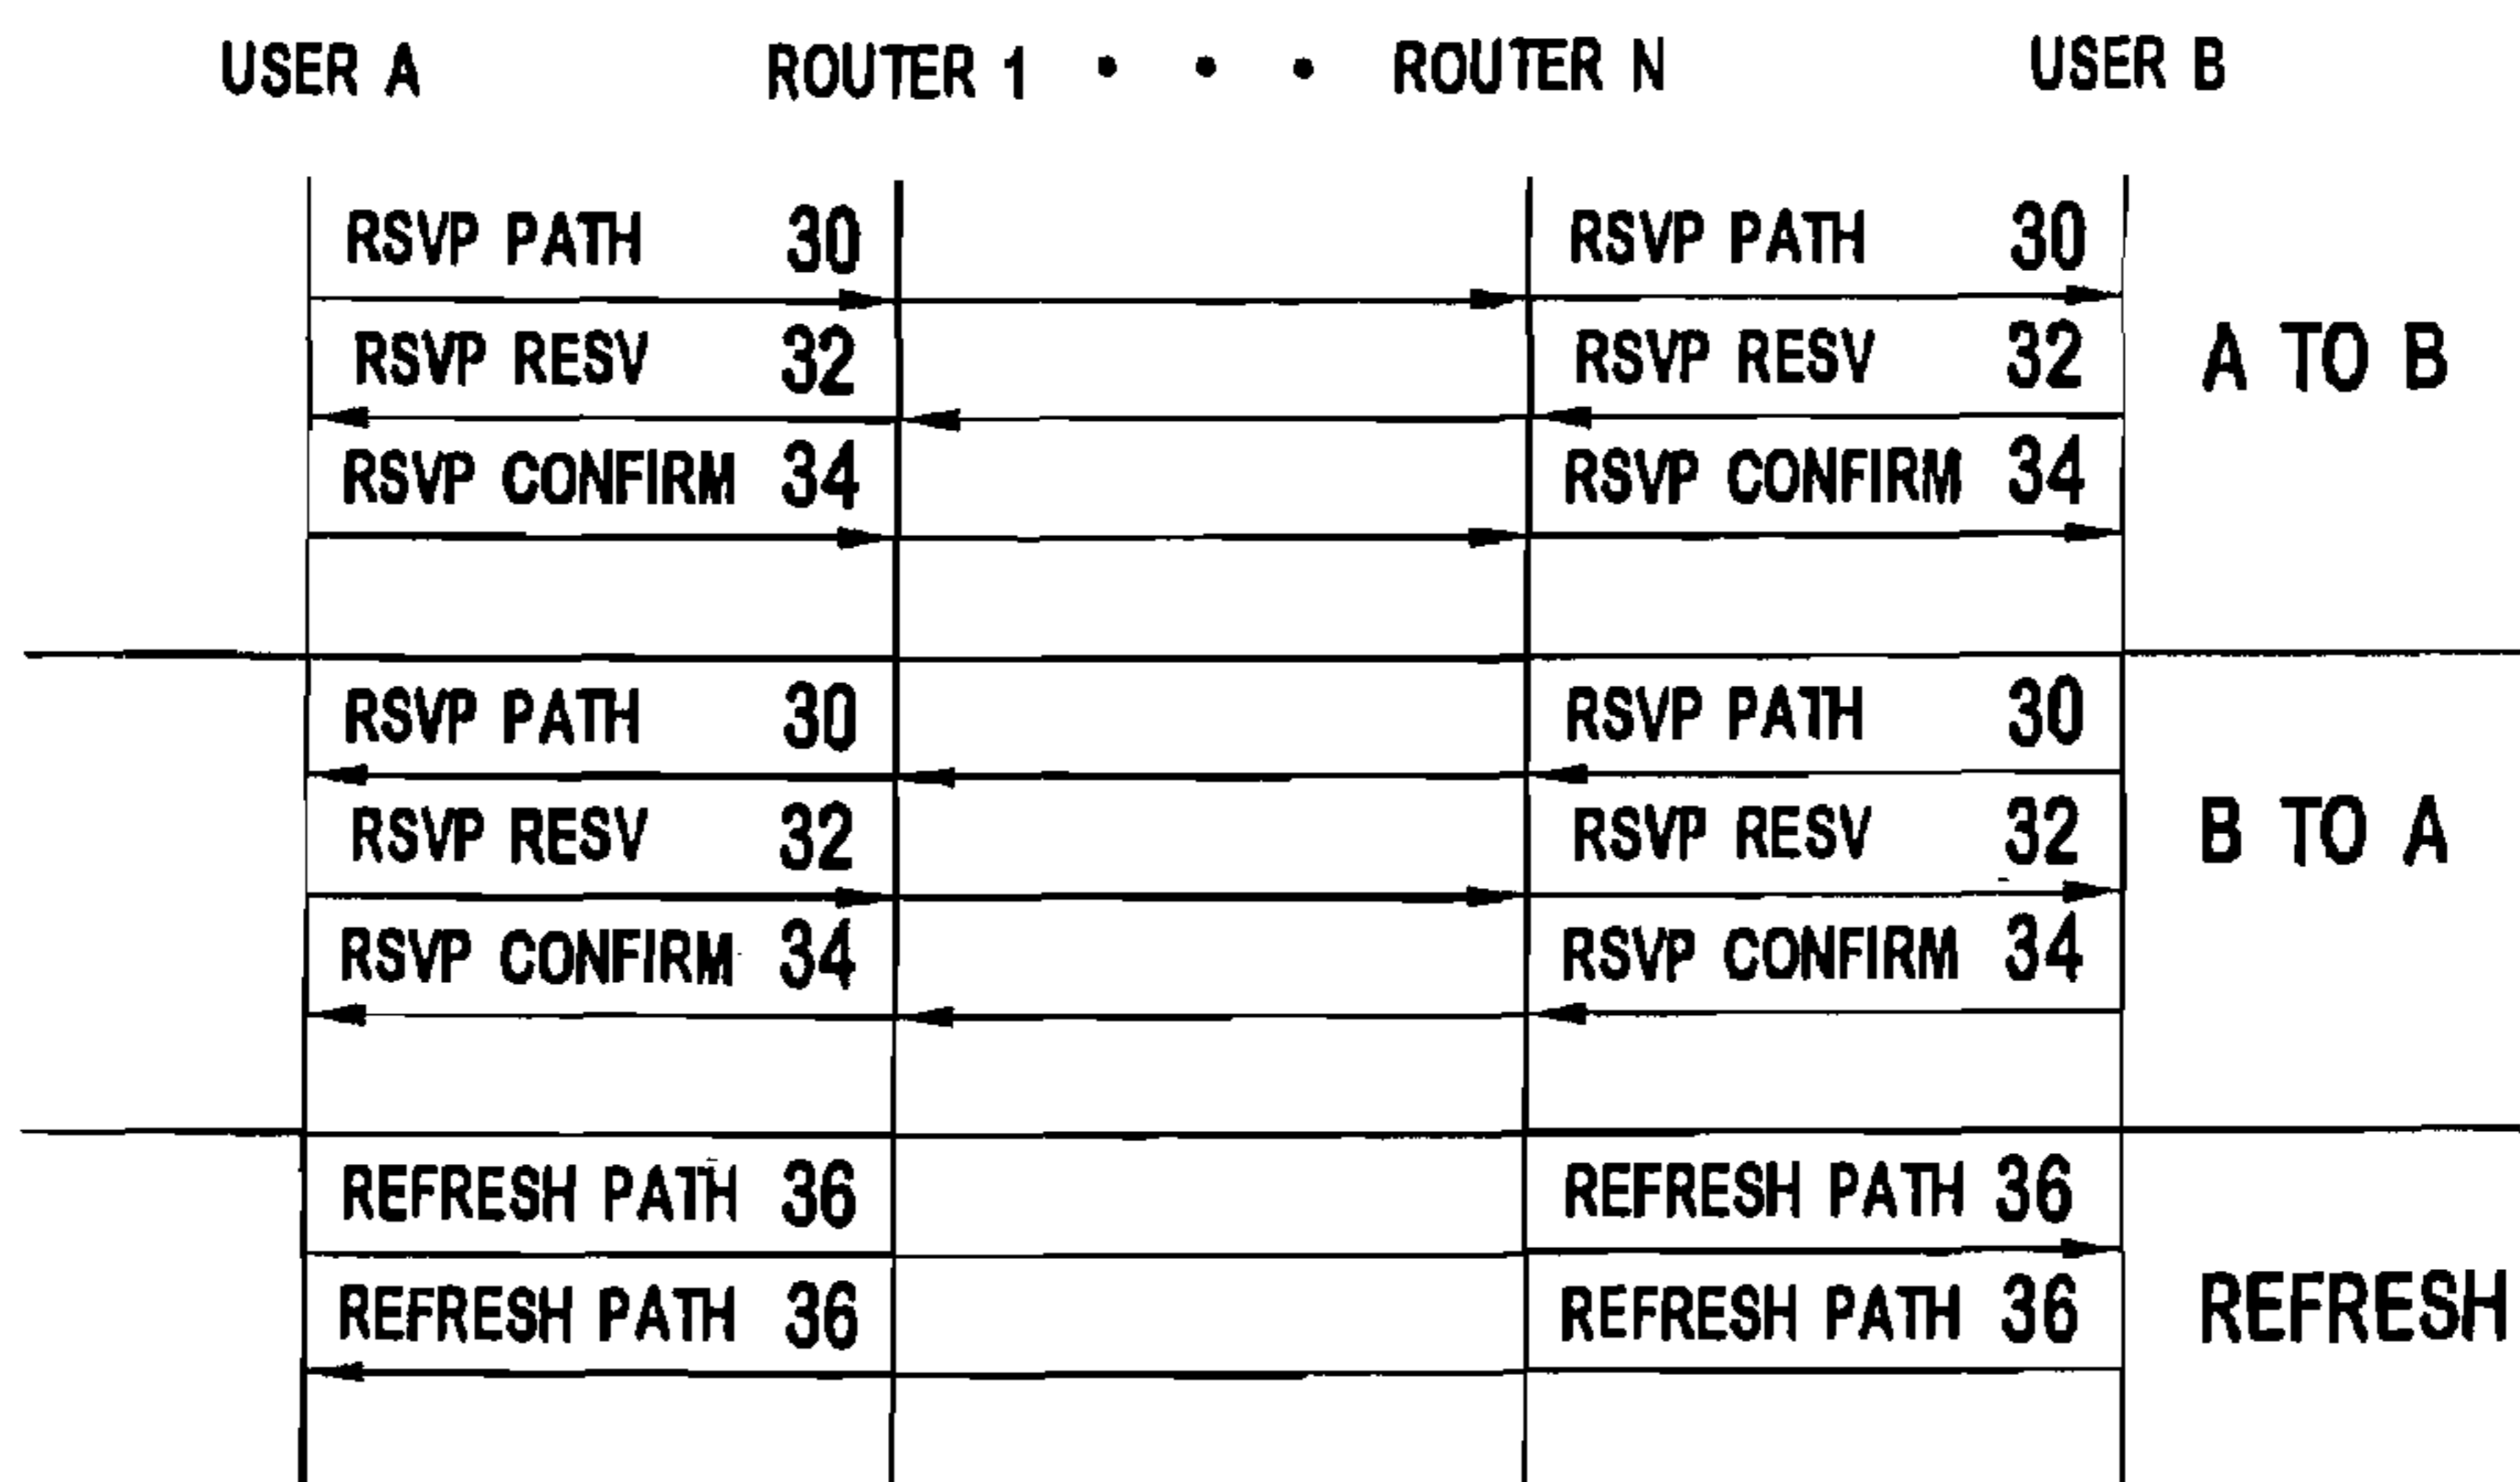 USER A ROUTER 1 • • • ROUTER N USER B
RSVP PATH 30 RSVP PATH 30
RSVP RESV 32 RSVP RESV 32 A TO B
RSVP CONFIRM 34 RSVP CONFIRM 34
RSVP PATH 30 RSVP PATH 30
RSVP RESV 32 RSVP RESV 32 B TO A
RSVP CONFIRM 34 RSVP CONFIRM 34
REFRESH PATH 36 REFRESH PATH 36
REFRESH PATH 36 REFRESH PATH 36 REFRESH